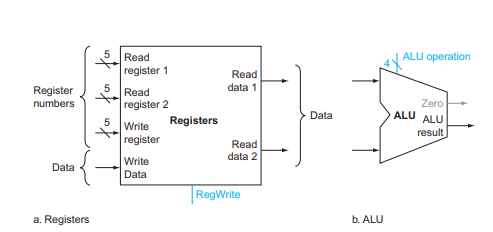 5
Read
register 1
5
Read
register 2
5
Write
register
Write
Data
Register
numbers
Data
Registers
Read
data 1
Read
data 2
Data
RegWrite
a. Registers
4
ALU operation
Zero
ALU
ALU
result
b. ALU